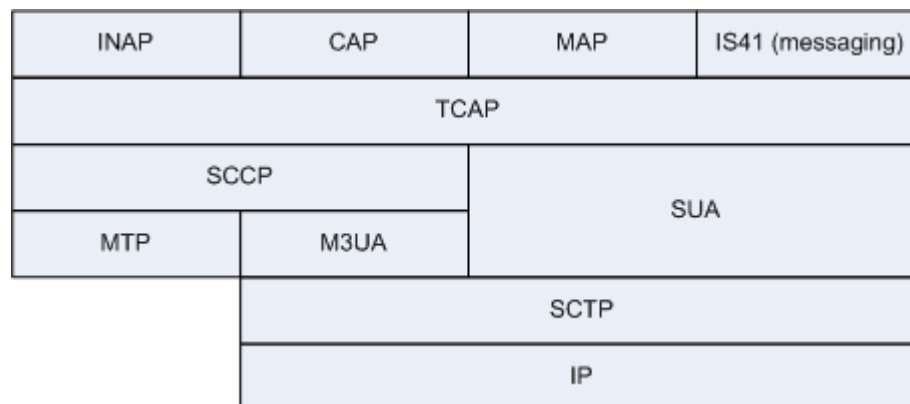 INAP
CAP
MAP
IS41 (messaging)
TCAP
SCCP
SUA
MTP
M3UA
SCTP
IP